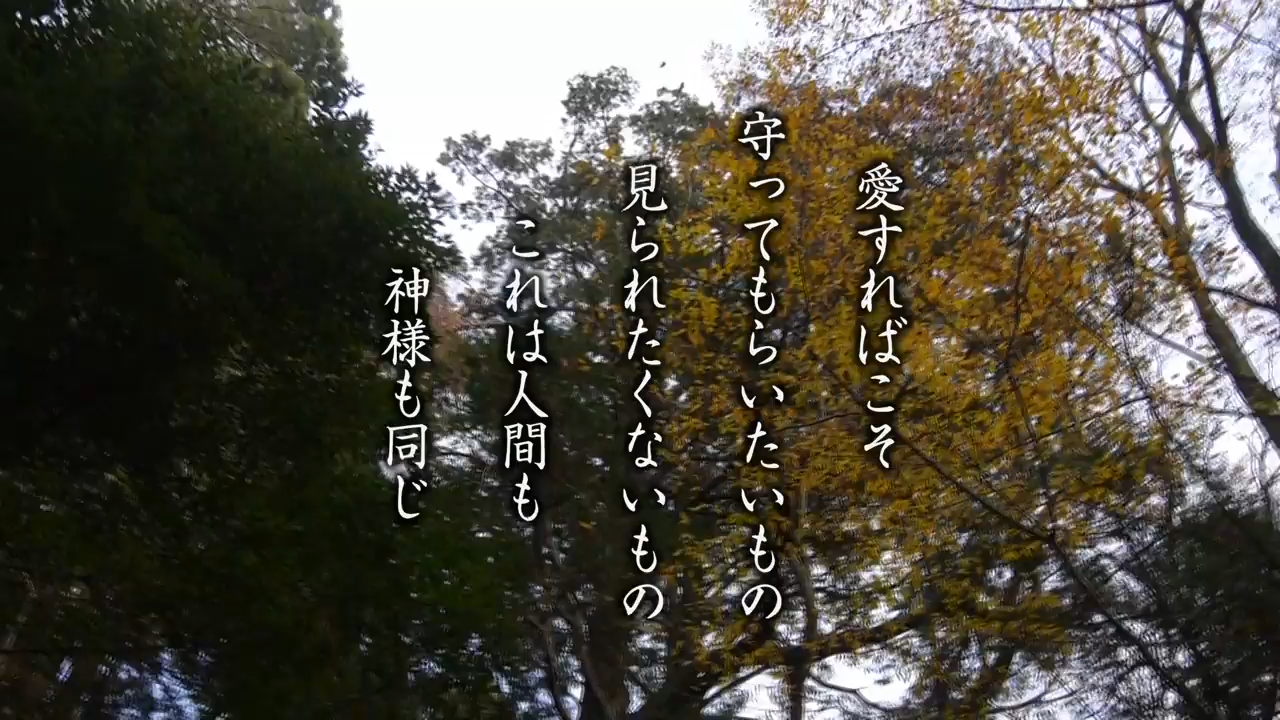 愛すればこそ
守ってもらいたいもの
見られたくないもの
これは人間も
神様も同じ